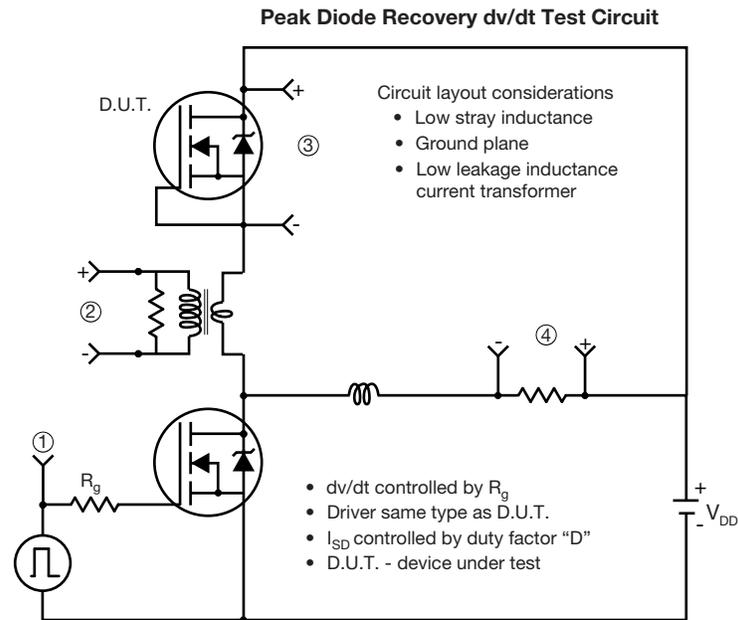 Peak Diode Recovery dv/dt Test Circuit
D.U.T.
+
Circuit layout considerations
• Low stray inductance
• Ground plane
• Low leakage inductance
current transformer
③
-
+
②
-
④
-
+
①
Rg
• dv/dt controlled by Rg
• Driver same type as D.U.T.
• ISD controlled by duty factor “D”
• D.U.T. - device under test
+
VDD
-